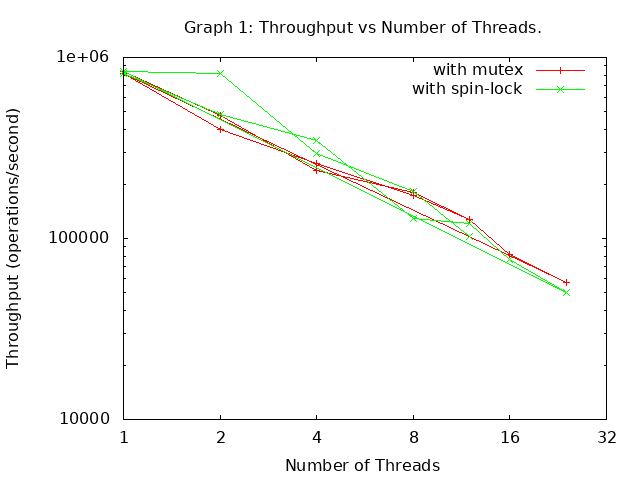 Graph 1: Throughput vs Number of Threads.
1e+06
with mutex
with spin-lock
100000
Throughput (operations/second)
10000
1 2 4 8 16 32
Number of Threads